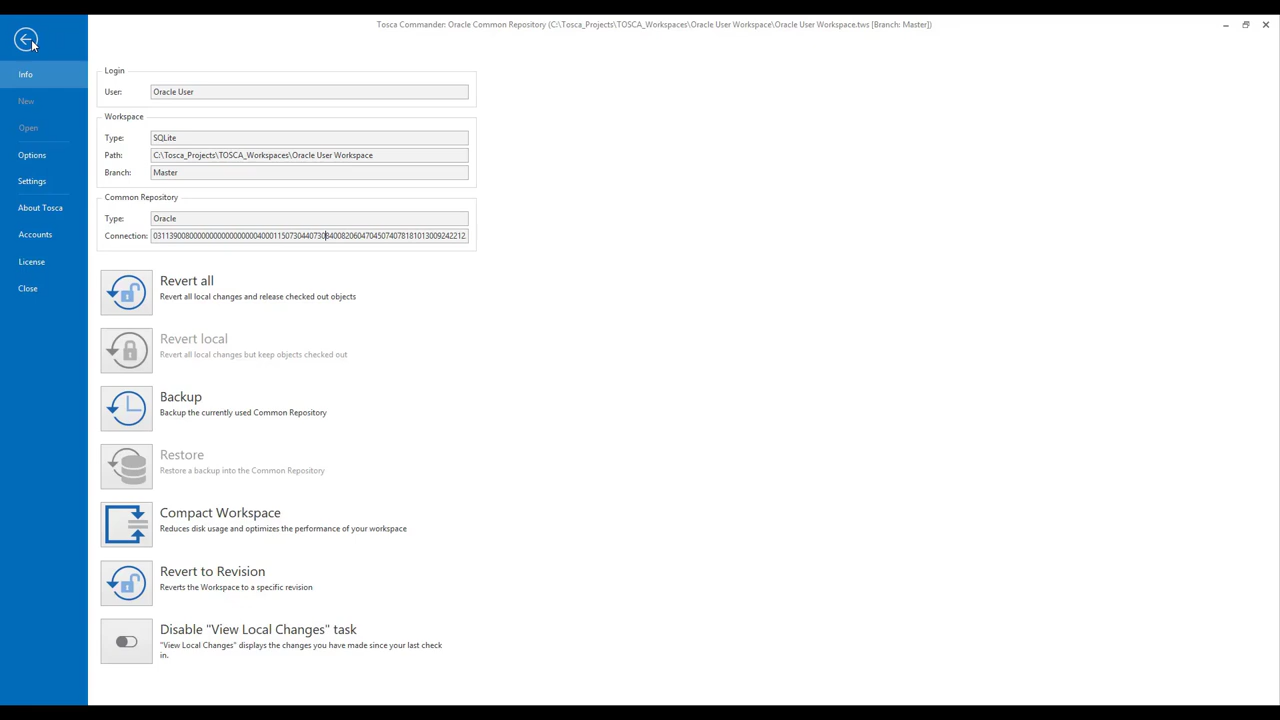 Tosca Commander: Oracle Common Repository (C:\Tosca_Projects\TOSCA_Workspaces\Oracle User Workspace\Oracle User Workspace.tws [Branch: Master])
Info
New
Open
Options
Settings
About Tosca
Accounts
License
Close
Login
User: Oracle User
Workspace
Type: SQLite
Path: C:\Tosca_Projects\TOSCA_Workspaces\Oracle User Workspace
Branch: Master
Common Repository
Type: Oracle
Connection:
Revert all
Revert all local changes and release checked out objects
Revert local
Revert all local changes but keep objects checked out
Backup
Backup the currently used Common Repository
Restore
Restore a backup into the Common Repository
Compact Workspace
Reduces disk usage and optimizes the performance of your workspace
Revert to Revision
Reverts the Workspace to a specific revision
Disable "View Local Changes" task
"View Local Changes" displays the changes you have made since your last check
in.